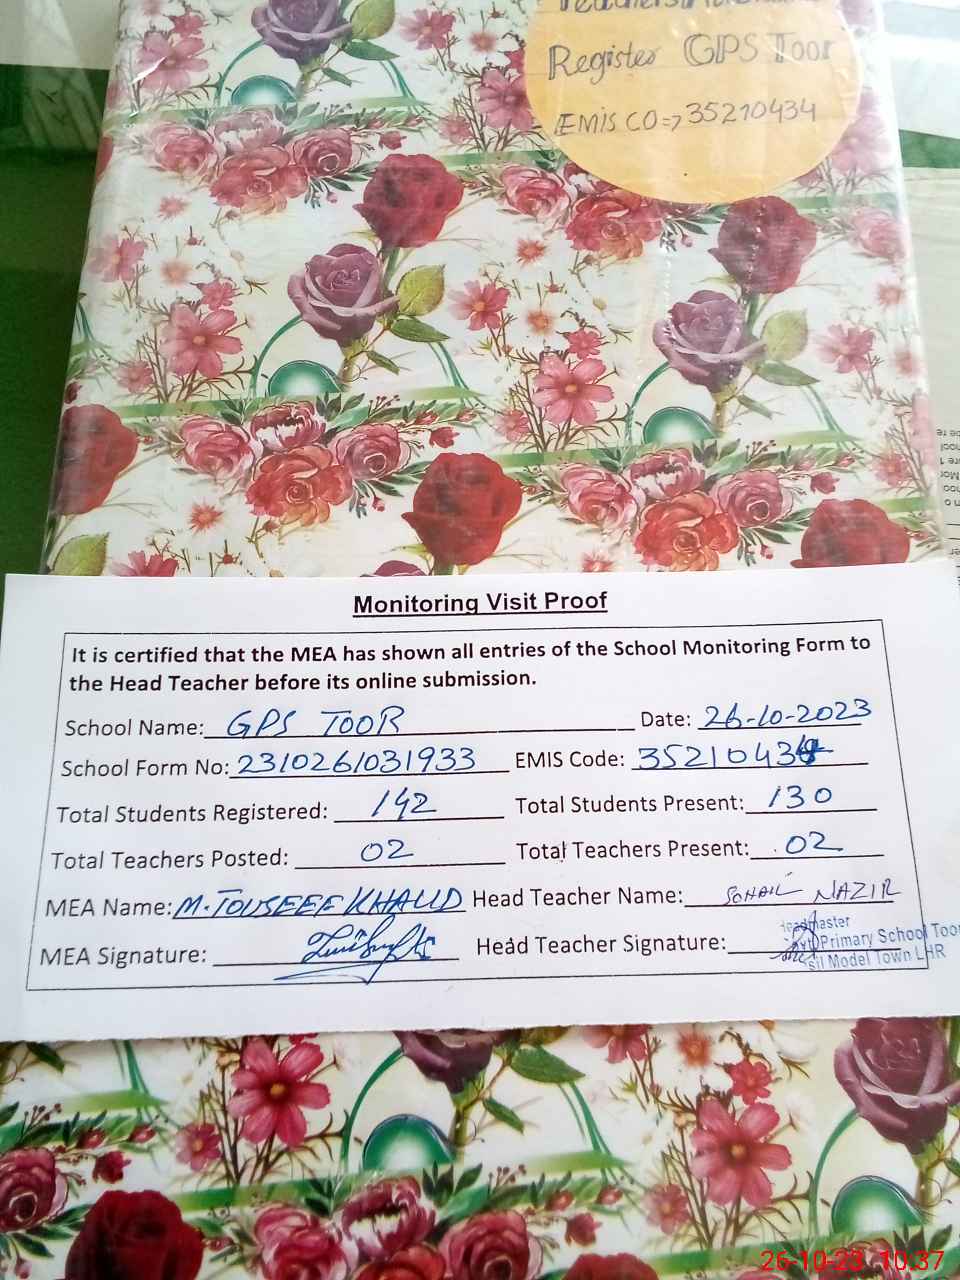 Register GPS Toor
EMIS CO=> 35210434
Monitoring Visit Proof
It is certified that the MEA has shown all entries of the School Monitoring Form to
the Head Teacher before its online submission.
School Name: GPS TOOR Date: 26-10-2023
School Form No: 2310261031933 EMIS Code: 35210434
Total Students Registered: 142 Total Students Present: 130
Total Teachers Posted: 02 Total Teachers Present: 02
MEA Name: M. TOUSEEF KHALID Head Teacher Name: SOHAIL NAZIR
MEA Signature: Head Teacher Signature:
Headmaster
Primary School Toor
Model Town LHR
26-10-23 10.37